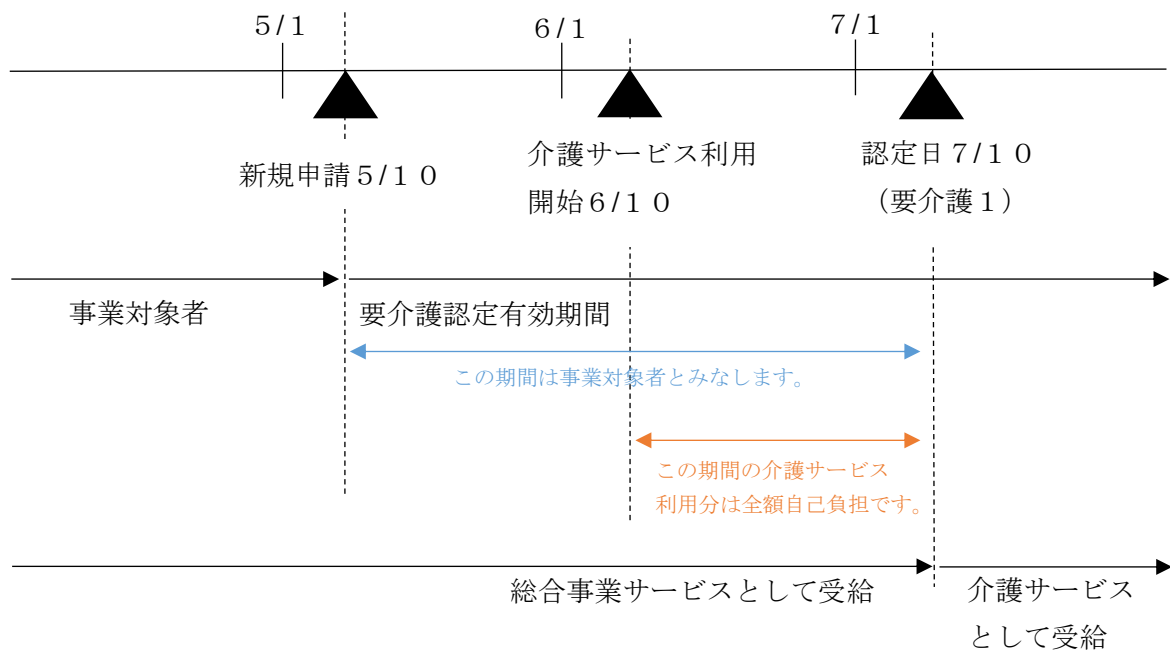 ５/１
６/１
７/１
新規申請５/１０
介護サービス利用
開始６/１０
認定日７/１０
（要介護１）
事業対象者
要介護認定有効期間
この期間は事業対象者とみなします。
この期間の介護サービス
利用分は全額自己負担です。
総合事業サービスとして受給
介護サービス
として受給